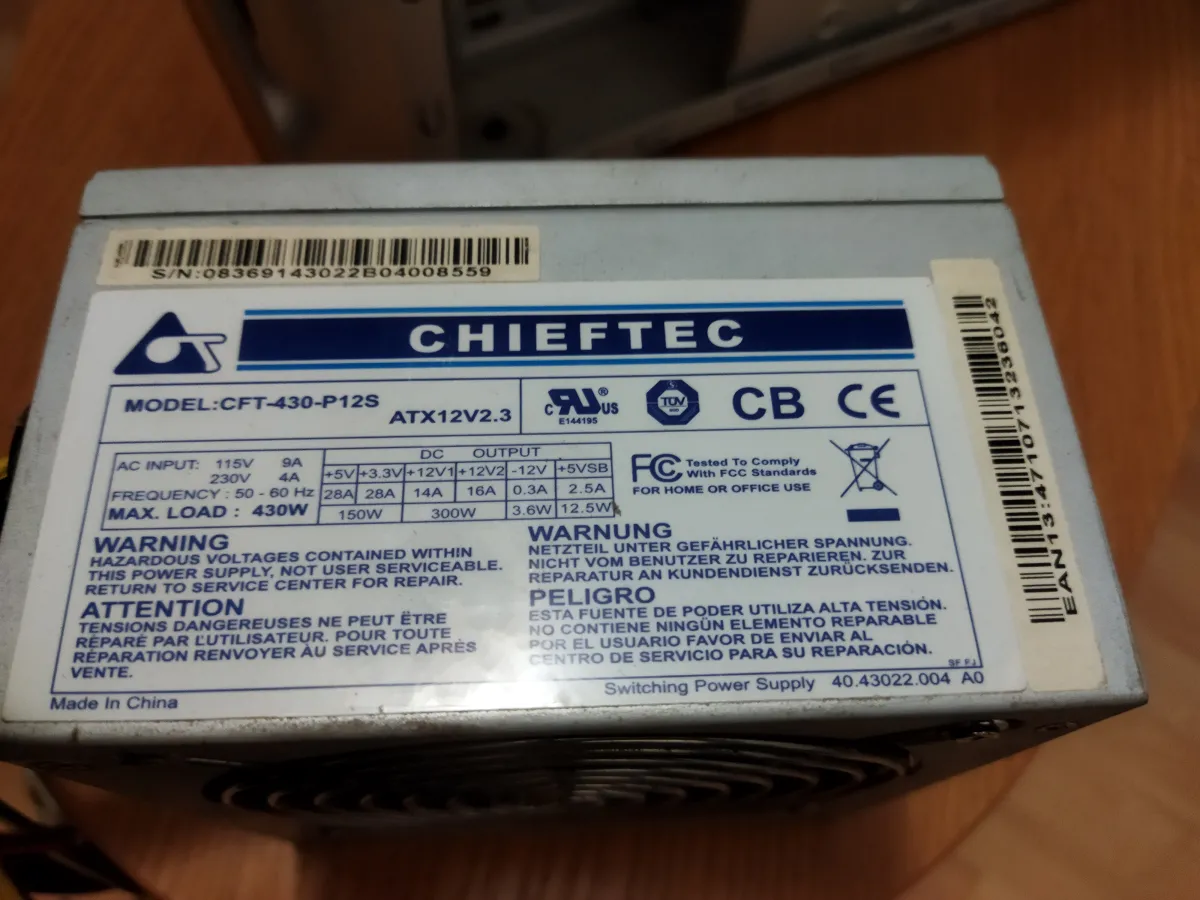 S/N:08369143022B04008559
CHIEFTEC
MODEL:CFT-430-P12S
ATX12V2.3
c RU® US
E144195
TÜV
CB
CE
AC INPUT: 115V 9A
230V 4A
FREQUENCY : 50 - 60 Hz
MAX. LOAD : 430W
DC OUTPUT
+5V +3.3V +12V1 +12V2 -12V +5VSB
28A 28A 14A 16A 0.3A 2.5A
150W 300W 3.6W 12.5W
FC Tested To Comply
With FCC Standards
FOR HOME OR OFFICE USE
WARNING
HAZARDOUS VOLTAGES CONTAINED WITHIN
THIS POWER SUPPLY, NOT USER SERVICEABLE.
RETURN TO SERVICE CENTER FOR REPAIR.
ATTENTION
TENSIONS DANGEREUSES NE PEUT ËTRE
RÉPARÉ PAR L'UTILISATEUR. POUR TOUTE
RÉPARATION RENVOYER ÀU SERVICE APRÈS
VENTE.
WARNUNG
NETZTEIL UNTER GEFÄHRLICHER SPANNUNG.
NICHT VOM BENUTZER ZU REPARIEREN. ZUR
REPARATUR AN KUNDENDIENST ZURÜCKSENDEN.
PELIGRO
ESTA FUENTE DE PODER UTILIZA ALTA TENSIÓN.
NO CONTIENE NINGÚN ELEMENTO REPARABLE
POR EL USUARIO FAVOR DE ENVIAR AL
CENTRO DE SERVICIO PARA SU REPARACIÓN.
Made In China
Switching Power Supply 40.43022.004 A0
EAN13:4710713238042